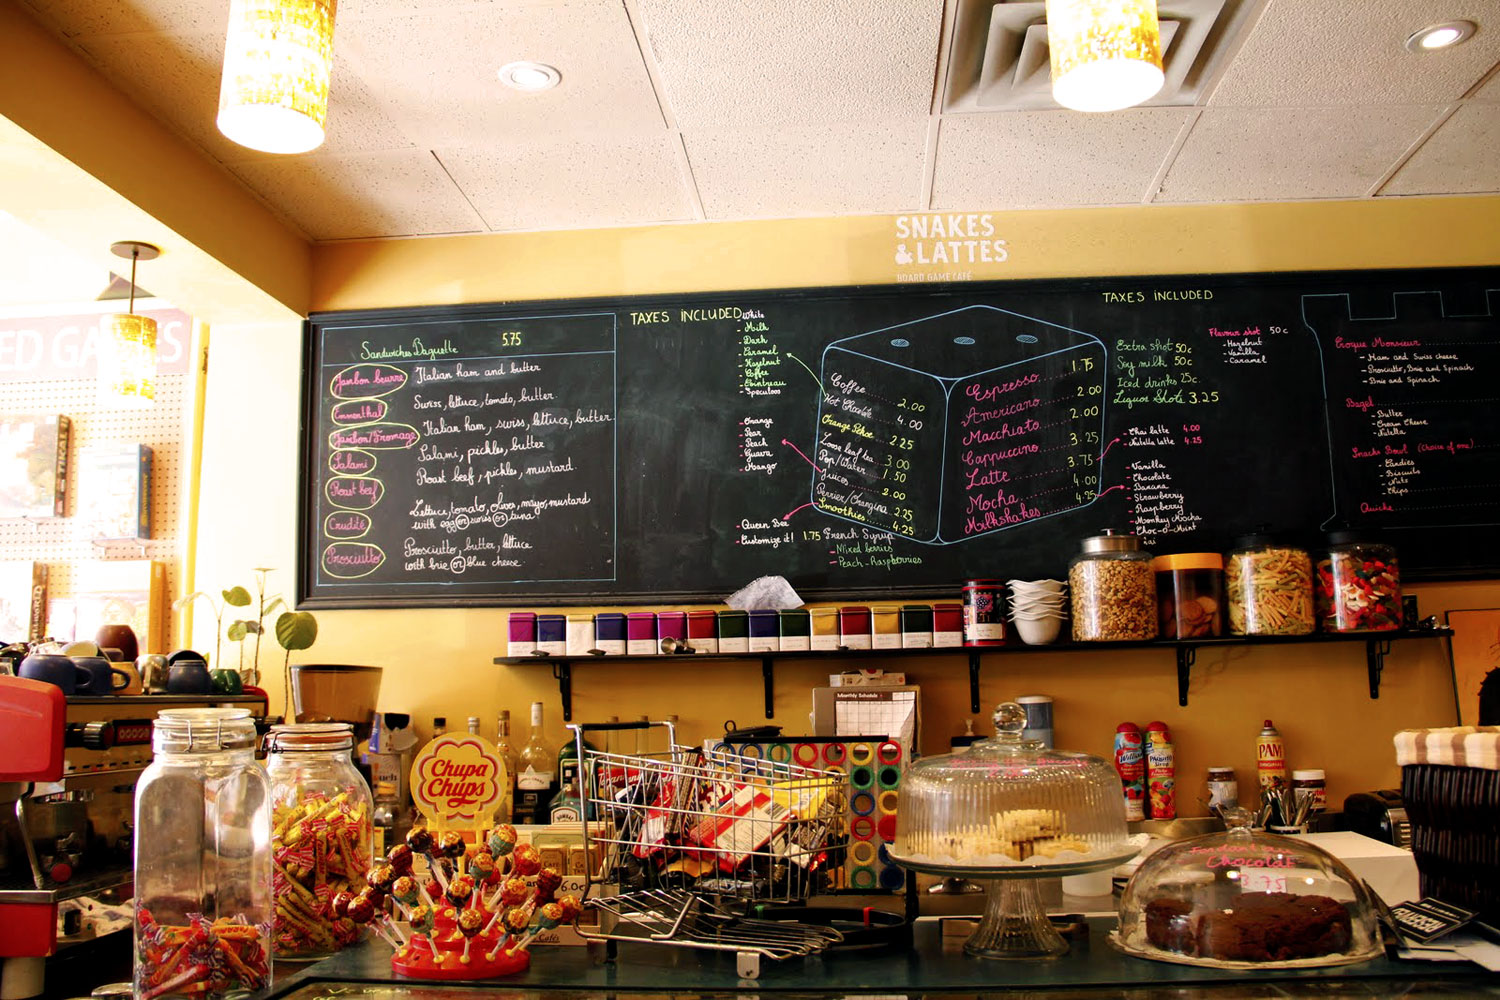 SNAKES
& LATTES
BOARD GAME CAFÉ
ED GA ES
Sandwiches Baguette 5.75
Jambon beurre Italian ham and butter
Emmenthal Swiss, lettuce, tomato, butter
Jambon/Fromage Italian ham, swiss, lettuce, butter
Salami Salami, pickles, butter
Roast beef Roast beef, pickles, mustard
Crudité Lettuce, tomato, olives, mayo, mustard
with egg or swiss or tuna
Prosciutto Prosciutto, butter, lettuce
with brie or blue cheese
TAXES INCLUDED
- White
- Milk
- Dark
- Caramel
- Hazelnut
- Coffee
- Cointreau
- Speculoos
- Orange
- Pear
- Peach
- Guava
- Mango
- Queen Bee
- Customize it!
Coffee 2.00
Hot Chocolate 4.00
Orange Pekoe 2.25
Loose leaf tea 3.00
Pop/Water 1.50
Juices 2.00
Perrier/Orangina 2.25
Smoothies 4.25
1.75 French Syrup
- Mixed berries
- Peach-Raspberries
Espresso 1.75
Americano 2.00
Macchiato 2.00
Cappuccino 3.25
Latte 3.75
Mocha 4.00
Milkshakes 4.25
TAXES INCLUDED
Extra shot 50c
Soy milk 50c
Iced drinks 25c
Liquor Shots 3.25
Flavour shot 50c
- Hazelnut
- Vanilla
- Caramel
- Chai latte 4.00
- Nutella latte 4.25
- Vanilla
- Chocolate
- Banana
- Strawberry
- Raspberry
- Monkey Mocha
- Choc-O-Mint
Croque Monsieur
- Ham and Swiss cheese
- Prosciutto, Brie and Spinach
- Brie and Spinach
Bagel
- Butter
- Cream Cheese
- Nutella
Snacks Bowl (Choice of one)
- Candies
- Biscuits
- Nuts
- Chips
Quiche
Monthly Schedule
Chupa
Chups
PAM
Fondant au
Chocolat
3.75
RESERVED